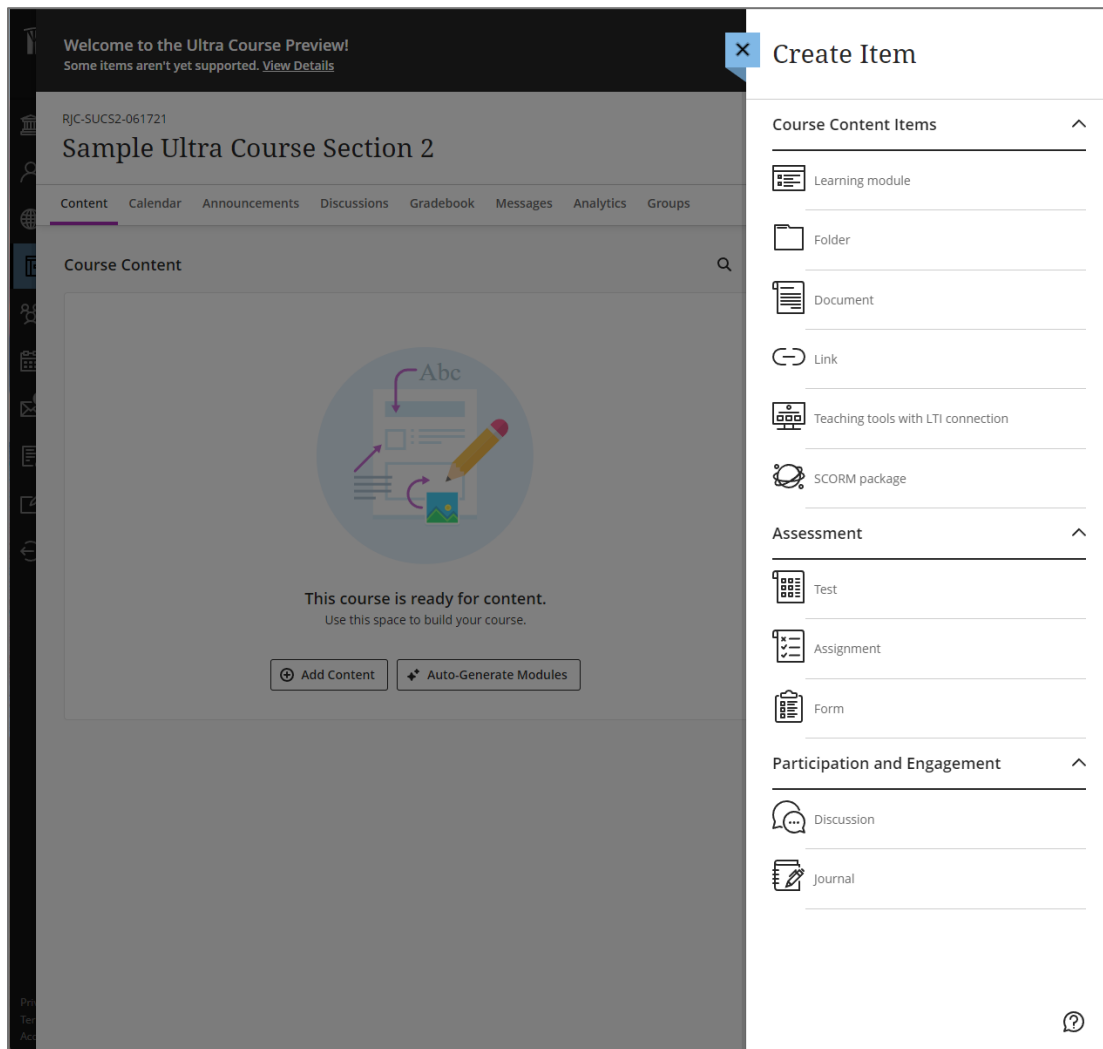 Welcome to the Ultra Course Preview!
Some items aren't yet supported. View Details
RJC-SUCS2-061721
Sample Ultra Course Section 2
Content Calendar Announcements Discussions Gradebook Messages Analytics Groups
Course Content
Abc
This course is ready for content.
Use this space to build your course.
Add Content Auto-Generate Modules
Create Item
Course Content Items
Learning module
Folder
Document
Link
Teaching tools with LTI connection
SCORM package
Assessment
Test
Assignment
Form
Participation and Engagement
Discussion
Journal